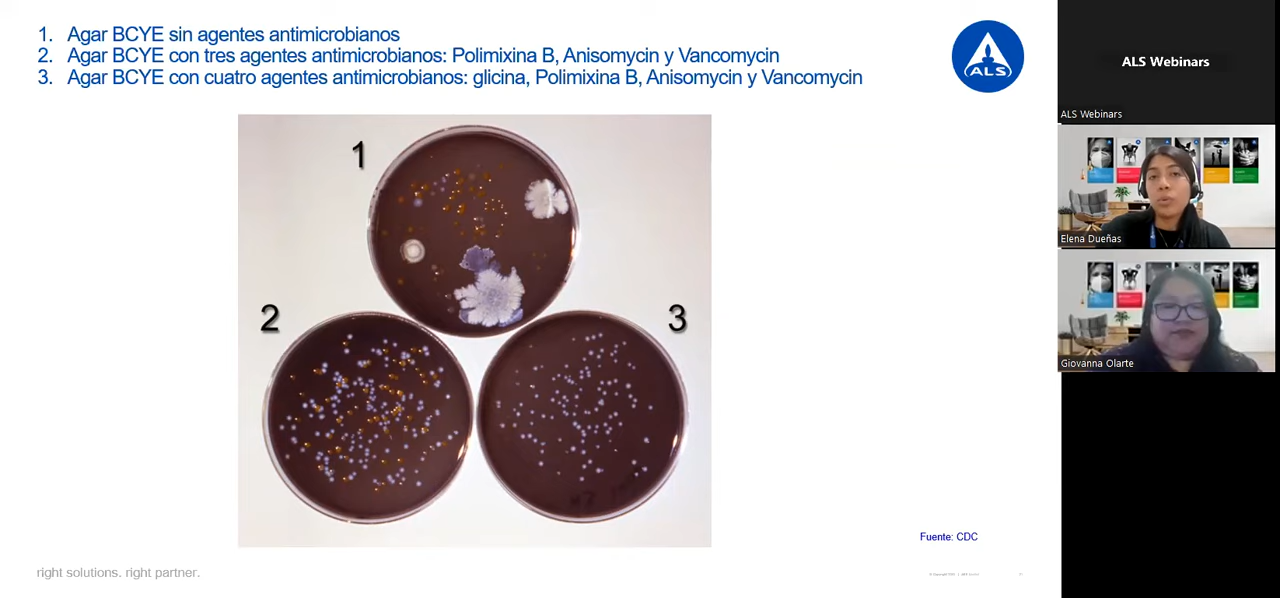 1. Agar BCYE sin agentes antimicrobianos
2. Agar BCYE con tres agentes antimicrobianos: Polimixina B, Anisomycin y Vancomycin
3. Agar BCYE con cuatro agentes antimicrobianos: glicina, Polimixina B, Anisomycin y Vancomycin
ALS
1
2
3
Fuente: CDC
right solutions. right partner.
ALS Webinars
ALS Webinars
Elena Dueñas
Giovanna Olarte